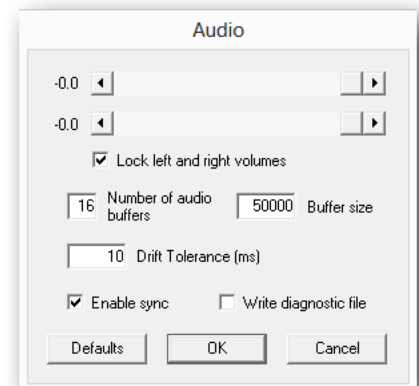 Audio
-0.0
-0.0
Lock left and right volumes
16 Number of audio buffers 50000 Buffer size
10 Drift Tolerance (ms)
Enable sync Write diagnostic file
Defaults OK Cancel